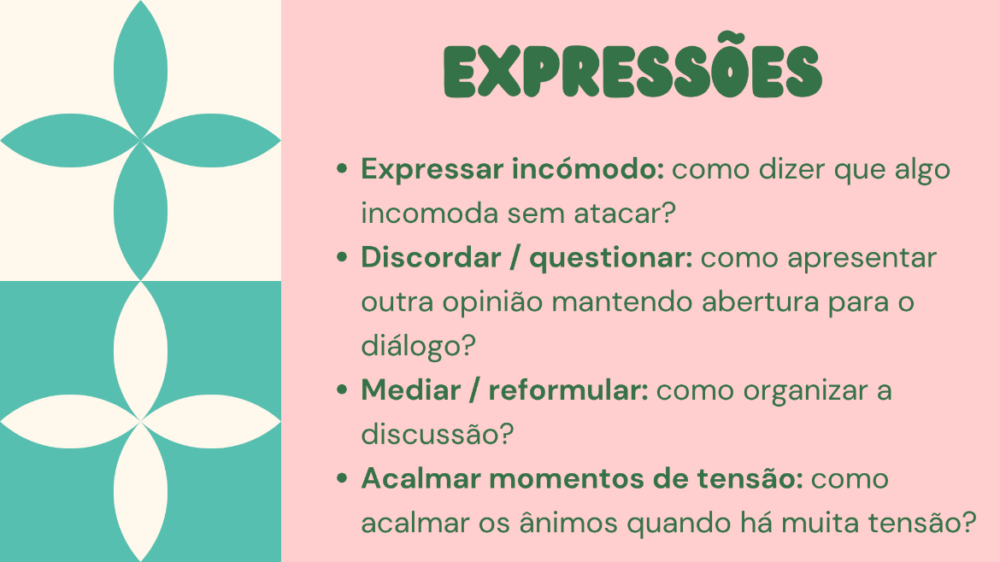 EXPRESSÕES
• Expressar incómodo: como dizer que algo
incomoda sem atacar?
• Discordar / questionar: como apresentar
outra opinião mantendo abertura para o
diálogo?
• Mediar / reformular: como organizar a
discussão?
• Acalmar momentos de tensão: como
acalmar os ânimos quando há muita tensão?